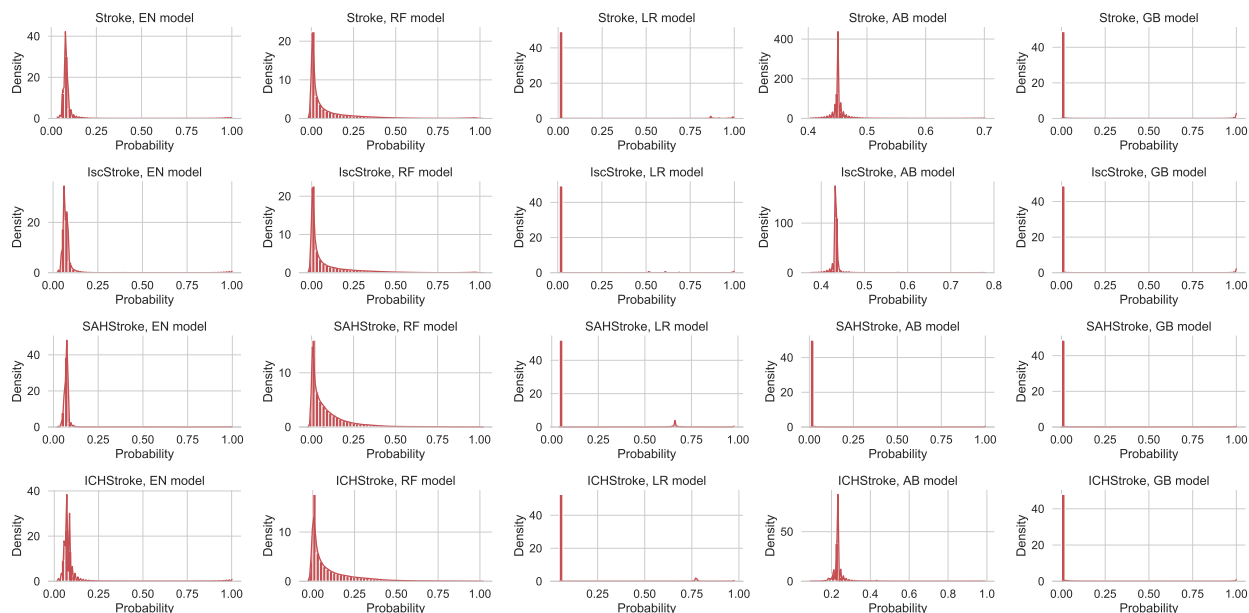 Stroke, EN model
Stroke, RF model
Stroke, LR model
Stroke, AB model
Stroke, GB model
Density
40
20
0
Density
20
10
0
Density
40
20
0
Density
400
200
0
Density
40
20
0
0.00 0.25 0.50 0.75 1.00
0.00 0.25 0.50 0.75 1.00
0.00 0.25 0.50 0.75 1.00
0.4 0.5 0.6 0.7
0.00 0.25 0.50 0.75 1.00
Probability
Probability
Probability
Probability
Probability
IscStroke, EN model
IscStroke, RF model
IscStroke, LR model
IscStroke, AB model
IscStroke, GB model
Density
20
0
Density
20
10
0
Density
40
20
0
Density
100
0
Density
40
20
0
0.00 0.25 0.50 0.75 1.00
0.00 0.25 0.50 0.75 1.00
0.00 0.25 0.50 0.75 1.00
0.4 0.5 0.6 0.7 0.8
0.00 0.25 0.50 0.75 1.00
Probability
Probability
Probability
Probability
Probability
SAHStroke, EN model
SAHStroke, RF model
SAHStroke, LR model
SAHStroke, AB model
SAHStroke, GB model
Density
40
20
0
Density
10
0
Density
40
20
0
Density
40
20
0
Density
40
20
0
0.00 0.25 0.50 0.75 1.00
0.00 0.25 0.50 0.75 1.00
0.25 0.50 0.75 1.00
0.00 0.25 0.50 0.75 1.00
0.00 0.25 0.50 0.75 1.00
Probability
Probability
Probability
Probability
Probability
ICHStroke, EN model
ICHStroke, RF model
ICHStroke, LR model
ICHStroke, AB model
ICHStroke, GB model
Density
40
20
0
Density
10
0
Density
40
20
0
Density
50
0
Density
40
20
0
0.00 0.25 0.50 0.75 1.00
0.00 0.25 0.50 0.75 1.00
0.25 0.50 0.75 1.00
0.2 0.4 0.6 0.8 1.0
0.00 0.25 0.50 0.75 1.00
Probability
Probability
Probability
Probability
Probability